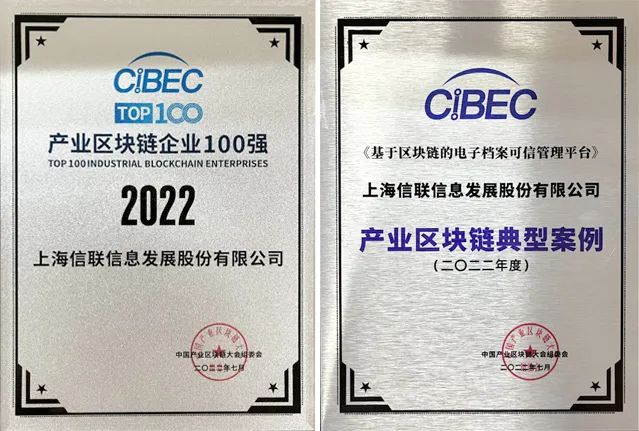 CiBEC
TOP 100
产业区块链企业100强
TOP 100 INDUSTRIAL BLOCKCHAIN ENTERPRISES
2022
上海信联信息发展股份有限公司
中国产业区块链大会组委会
二〇二二年七月
CiBEC
《基于区块链的电子档案可信管理平台》
上海信联信息发展股份有限公司
产业区块链典型案例
(二〇二二年度)
中国产业区块链大会组委会
二〇二二年七月